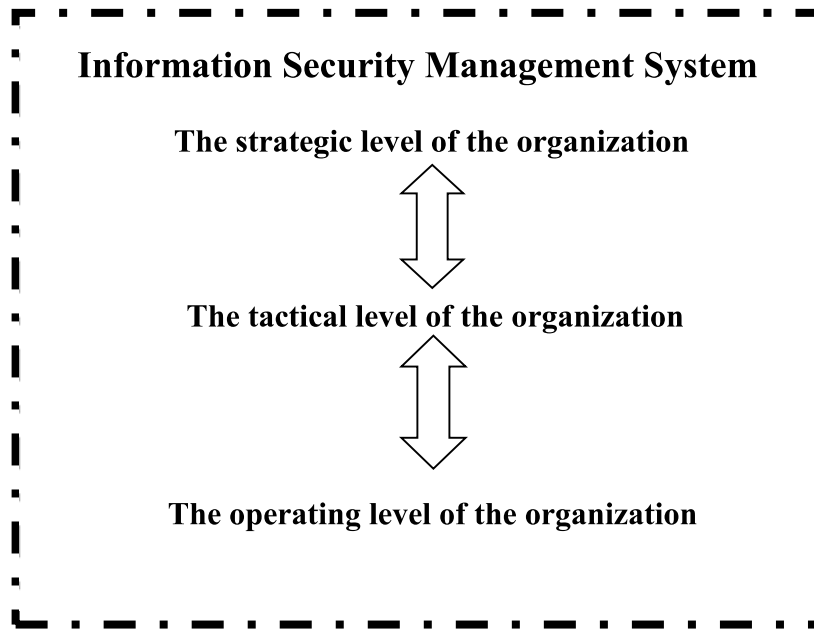 Information Security Management System
The strategic level of the organization
The tactical level of the organization
The operating level of the organization